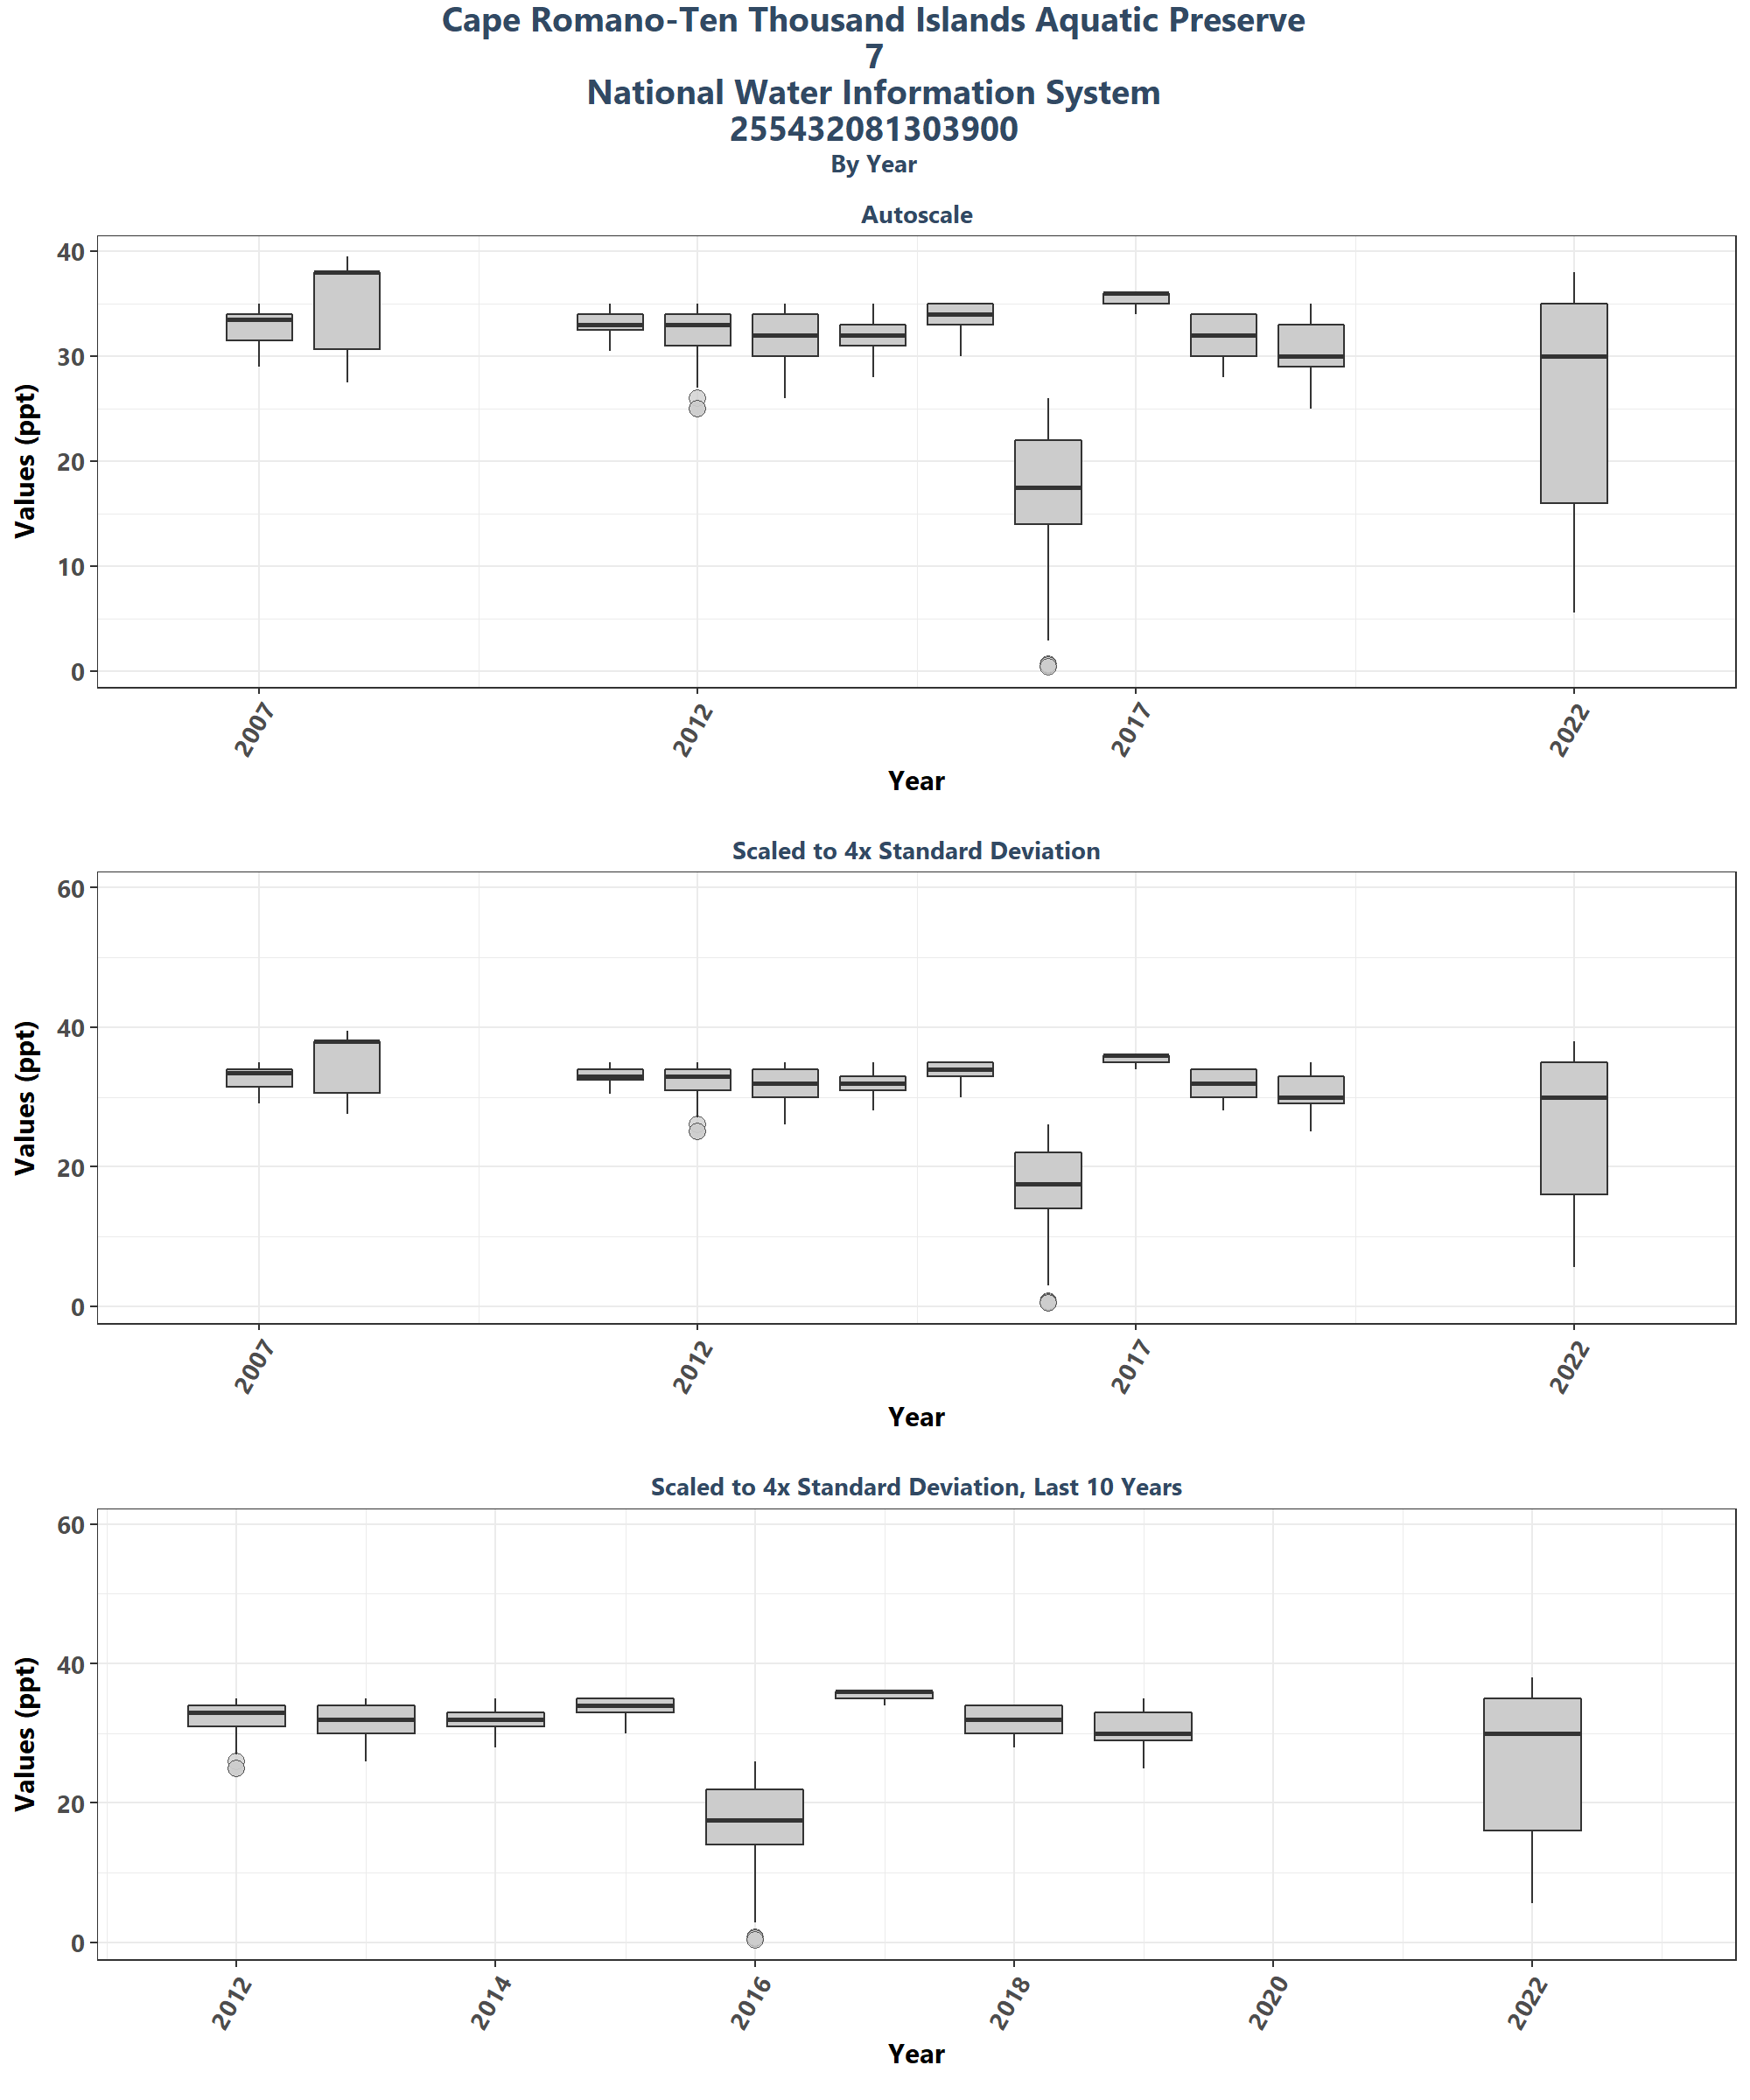 Cape Romano-Ten Thousand Islands Aquatic Preserve
7
National Water Information System
255432081303900
By Year
Autoscale
Values (ppt)
40
30
20
10
0
2007
2012
2017
2022
Year
Scaled to 4x Standard Deviation
Values (ppt)
60
40
20
0
2007
2012
2017
2022
Year
Scaled to 4x Standard Deviation, Last 10 Years
Values (ppt)
60
40
20
0
2012
2014
2016
2018
2020
2022
Year